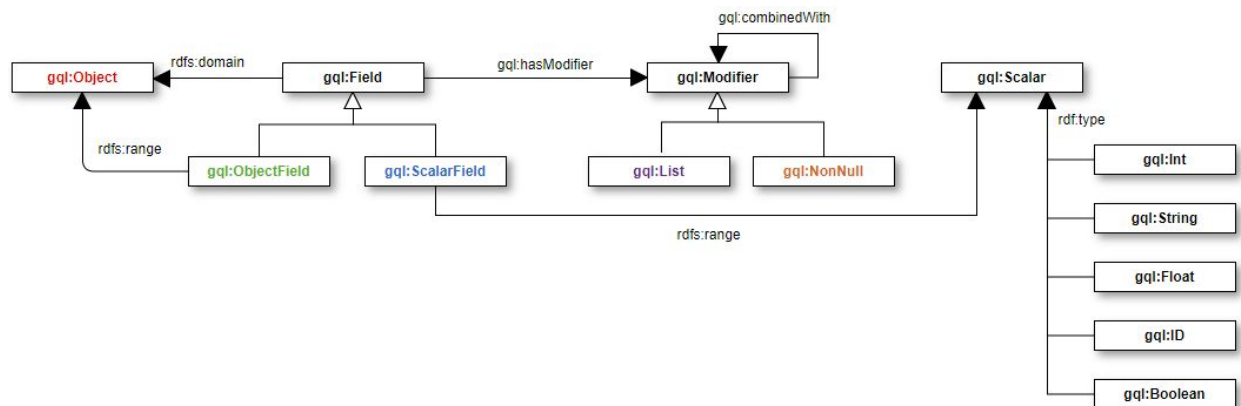 gql:combinedWith
rdfs:domain
gql:hasModifier
gql:Object
gql:Field
gql:Modifier
gql:Scalar
rdf:type
rdfs:range
gql:ObjectField
gql:ScalarField
gql:List
gql:NonNull
gql:Int
gql:String
rdfs:range
gql:Float
gql:ID
gql:Boolean